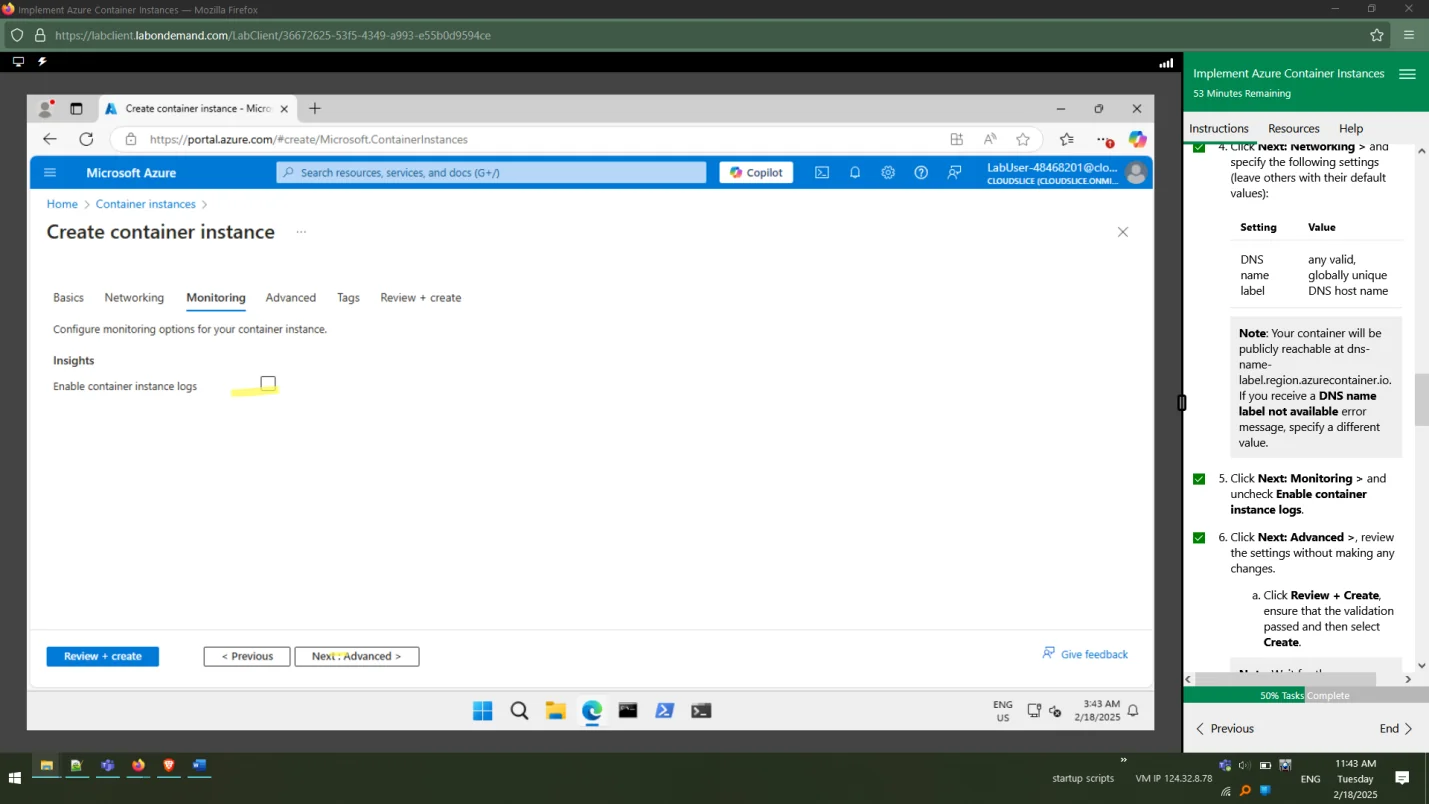 Implement Azure Container Instances — Mozilla Firefox
https://labclient.labondemand.com/LabClient/36672625-53f5-4349-a993-e55b0d9594ce
Create container instance - Micro
https://portal.azure.com/#create/Microsoft.ContainerInstances
Microsoft Azure
Search resources, services, and docs (G+/)
Copilot
LabUser-48468201@clo...
CLOUDSLICE (CLOUDSLICE.ONMI...
Home > Container instances >
Create container instance ...
Basics Networking Monitoring Advanced Tags Review + create
Configure monitoring options for your container instance.
Insights
Enable container instance logs
Review + create
< Previous
Next : Advanced >
Give feedback
ENG
US
3:43 AM
2/18/2025
Implement Azure Container Instances
53 Minutes Remaining
Instructions Resources Help
4. Click Next: Networking > and
specify the following settings
(leave others with their default
values):
Setting Value
DNS any valid,
name globally unique
label DNS host name
Note: Your container will be
publicly reachable at dns-
name-
label.region.azurecontainer.io.
If you receive a DNS name
label not available error
message, specify a different
value.
5. Click Next: Monitoring > and
uncheck Enable container
instance logs.
6. Click Next: Advanced >, review
the settings without making any
changes.
a. Click Review + Create,
ensure that the validation
passed and then select
Create.
50% Tasks Complete
< Previous
End >
startup scripts
VM IP 124.32.8.78
ENG
11:43 AM
Tuesday
2/18/2025